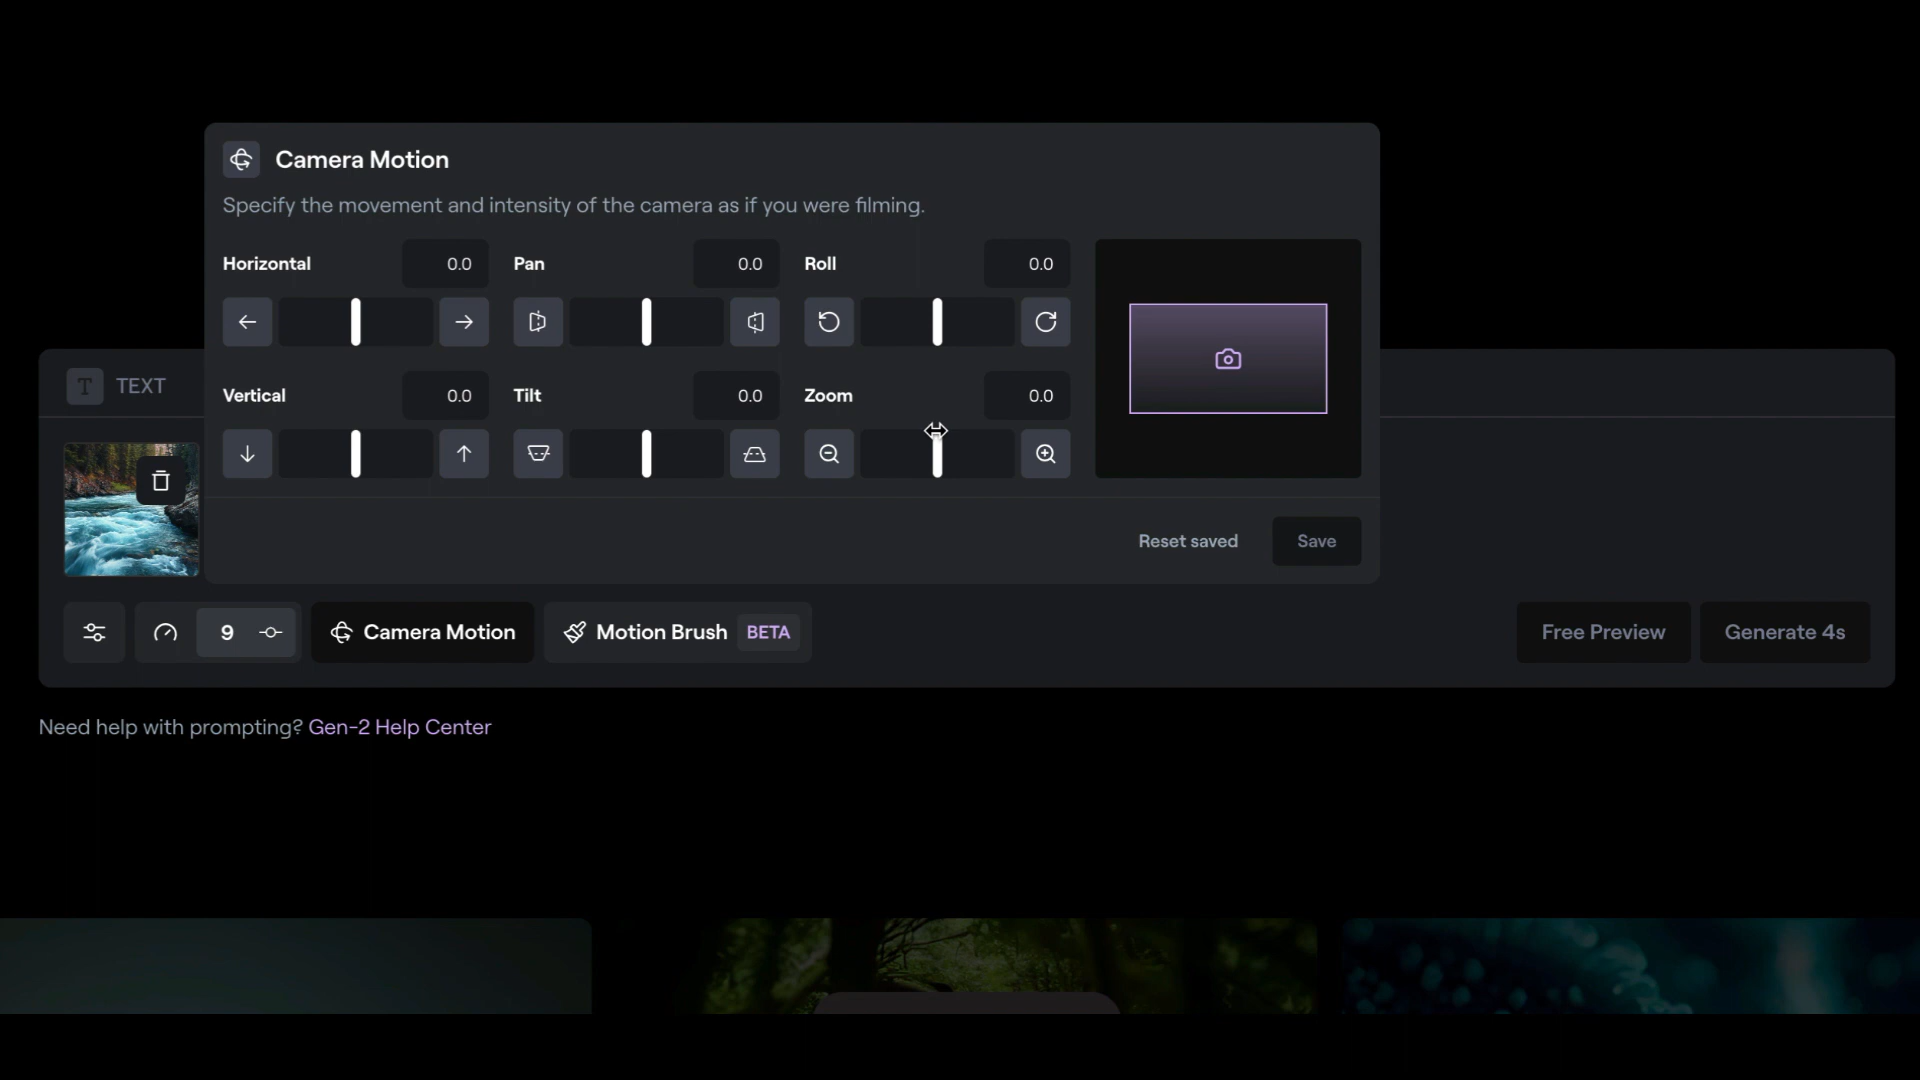 Camera Motion
Specify the movement and intensity of the camera as if you were filming.
Horizontal 0.0 Pan 0.0 Roll 0.0
Vertical 0.0 Tilt 0.0 Zoom 0.0
T TEXT
Reset saved Save
9 Camera Motion Motion Brush BETA Free Preview Generate 4s
Need help with prompting? Gen-2 Help Center